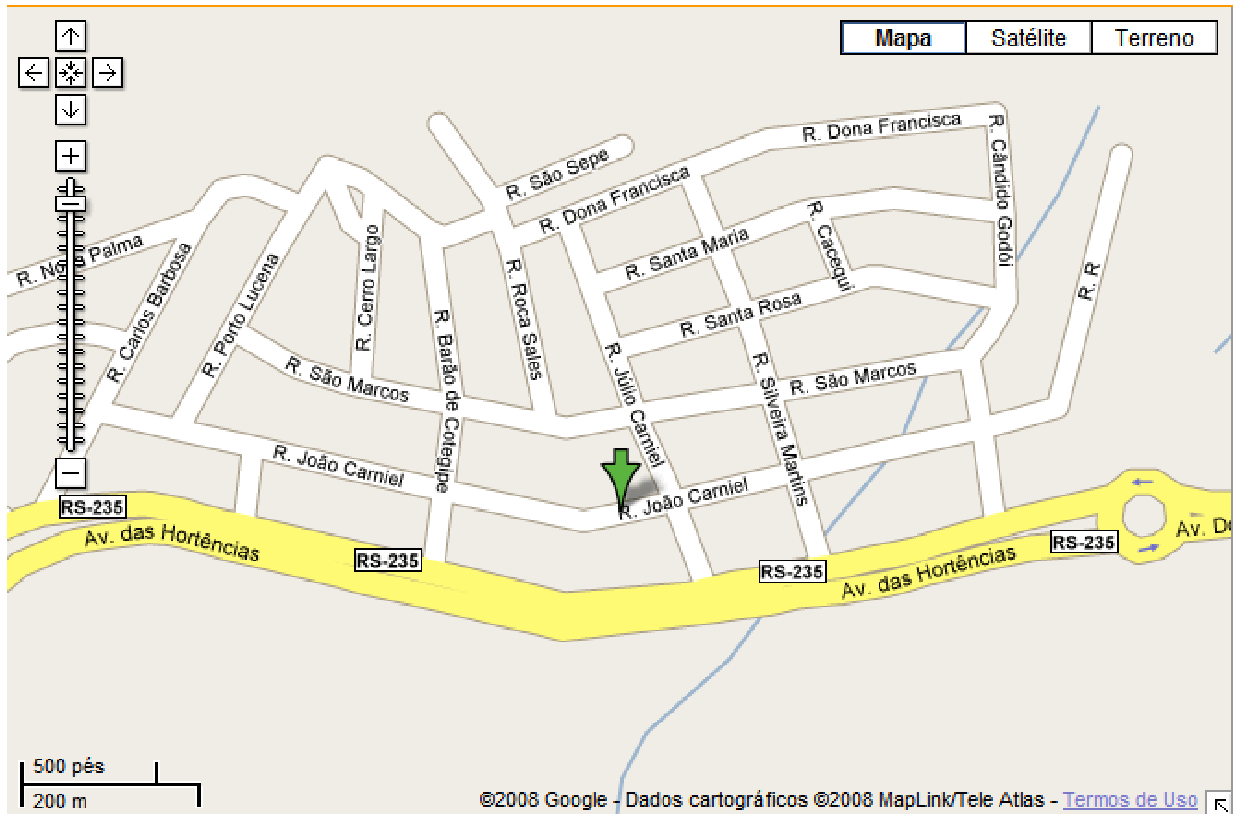 Mapa
Satélite
Terreno
R. Dona Francisca
R. Cândido Godói
R. São Sepe
R. Dona Francisca
R. Nova Palma
R. Carlos Barbosa
R. Porto Lucena
R. Cerro Largo
R. Barão de Cotegipe
R. Roca Sales
R. Santa Maria
R. Cacequi
R. R
R. Santa Rosa
R. Júlio Carniel
R. Silveira Martins
R. São Marcos
R. São Marcos
R. João Carniel
R. João Carniel
RS-235
Av. das Hortências
RS-235
RS-235
Av. das Hortências
RS-235
Av.
500 pés
200 m
©2008 Google - Dados cartográficos ©2008 MapLink/Tele Atlas - Termos de Uso